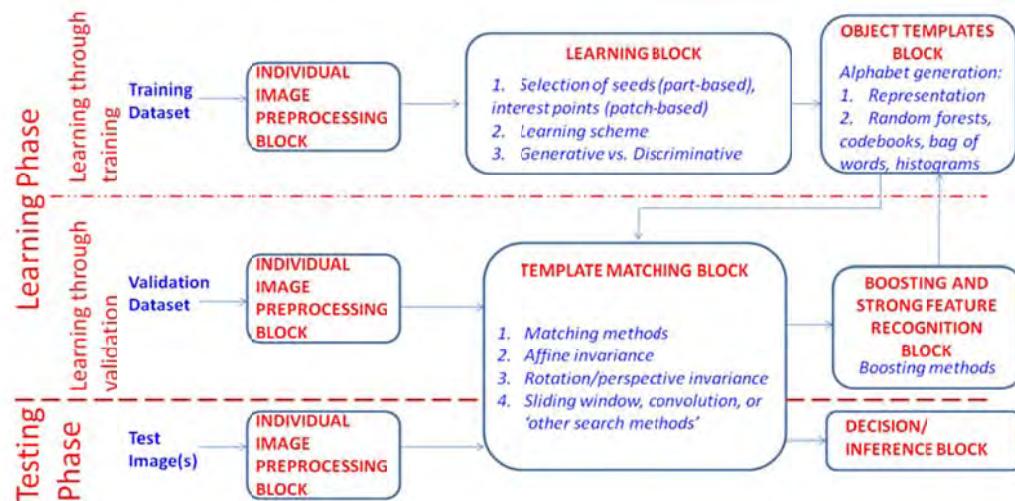 Learning Phase
Learning through
training
Training
Dataset
INDIVIDUAL
IMAGE
PREPROCESSING
BLOCK
LEARNING BLOCK
1. Selection of seeds (part-based),
interest points (patch-based)
2. Learning scheme
3. Generative vs. Discriminative
OBJECT TEMPLATES
BLOCK
Alphabet generation:
1. Representation
2. Random forests,
codebooks, bag of
words, histograms
Learning through
validation
Validation
Dataset
INDIVIDUAL
IMAGE
PREPROCESSING
BLOCK
TEMPLATE MATCHING BLOCK
1. Matching methods
2. Affine invariance
3. Rotation/perspective invariance
4. Sliding window, convolution, or
‘other search methods’
BOOSTING AND
STRONG FEATURE
RECOGNITION
BLOCK
Boosting methods
Testing
Phase
Test
Image(s)
INDIVIDUAL
IMAGE
PREPROCESSING
BLOCK
DECISION/
INFERENCE BLOCK